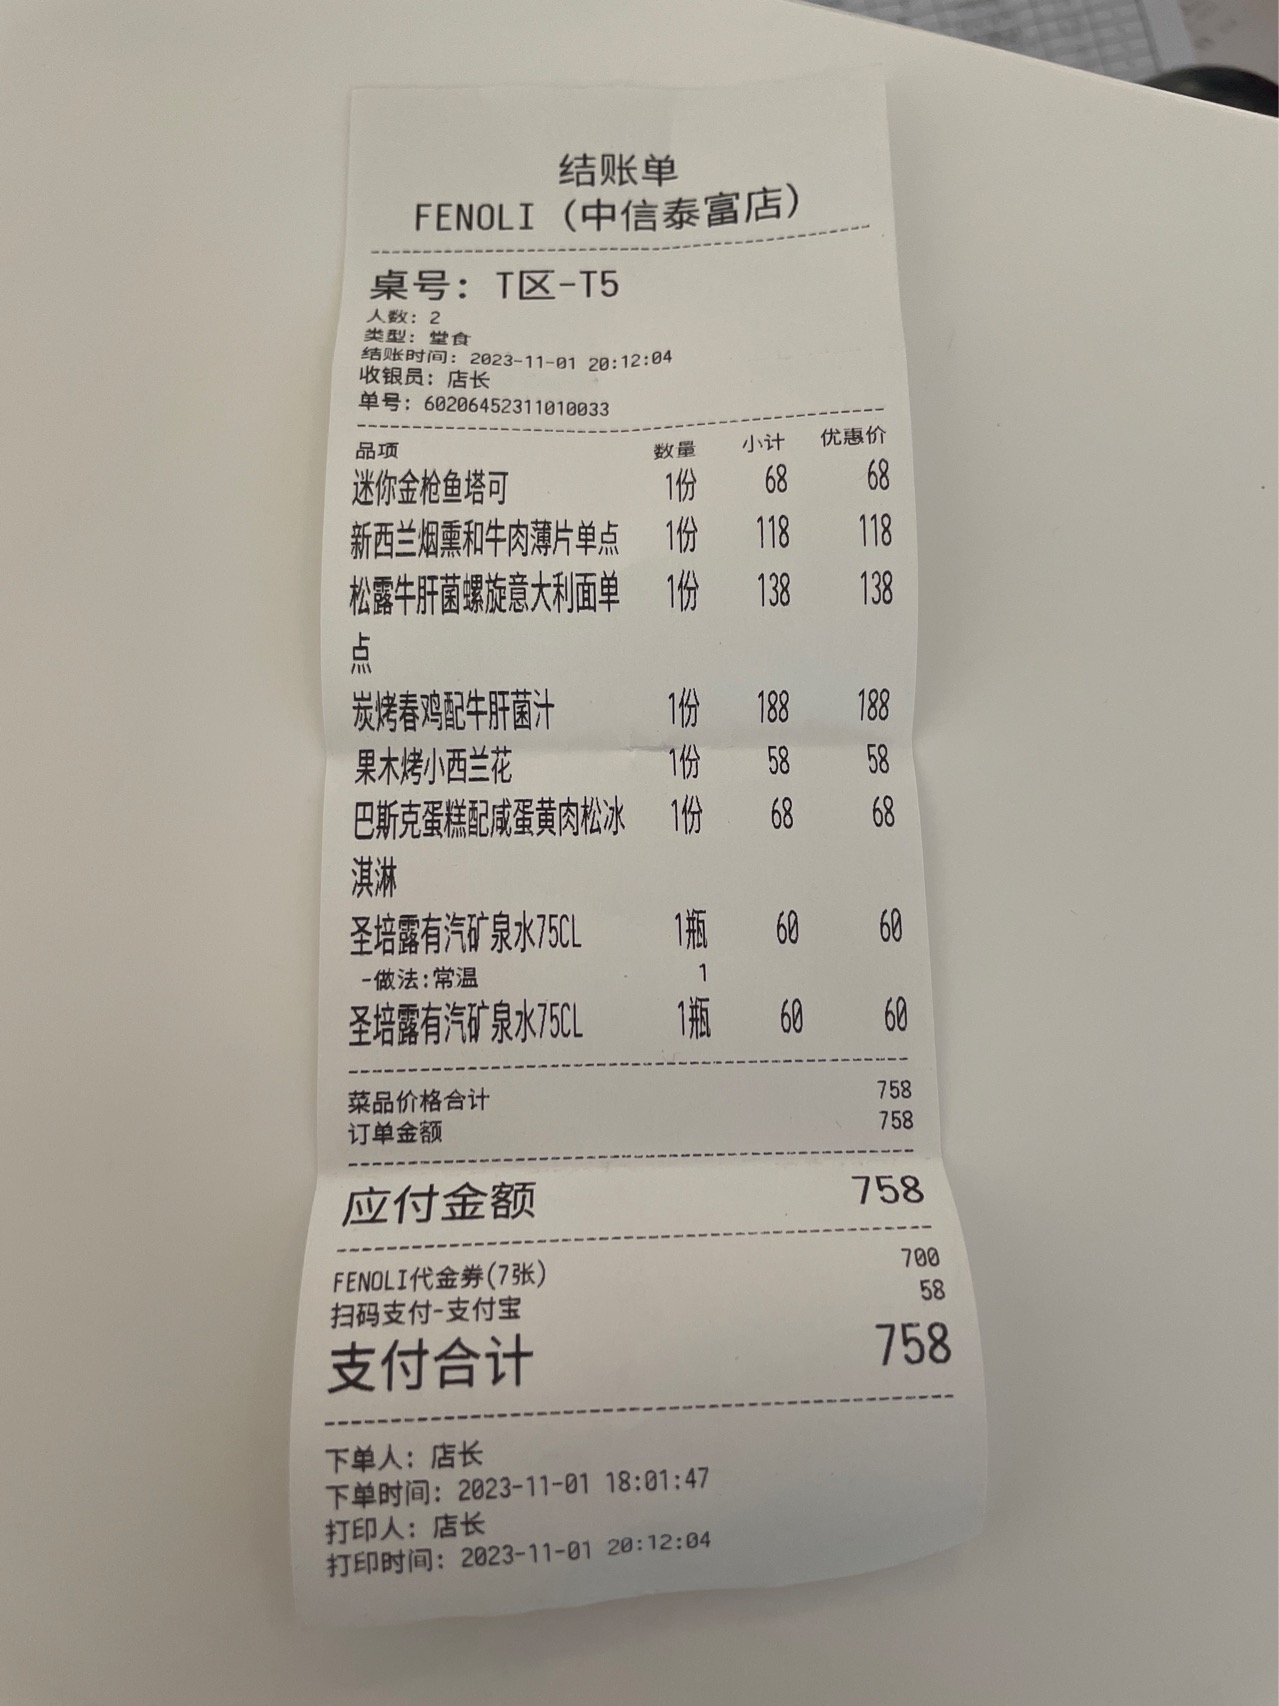 结账单
FENOLI（中信泰富店）
桌号：T区-T5
人数：2
类型：堂食
结账时间：2023-11-01 20:12:04
收银员：店长
单号：60206452311010033
品项 数量 小计 优惠价
迷你金枪鱼塔可 1份 68 68
新西兰烟熏和牛肉薄片单点 1份 118 118
松露牛肝菌螺旋意大利面单 1份 138 138
点
炭烤春鸡配牛肝菌汁 1份 188 188
果木烤小西兰花 1份 58 58
巴斯克蛋糕配咸蛋黄肉松冰 1份 68 68
淇淋
圣培露有汽矿泉水75CL 1瓶 60 60
-做法:常温 1
圣培露有汽矿泉水75CL 1瓶 60 60
菜品价格合计 758
订单金额 758
应付金额 758
FENOLI代金券(7张) 700
扫码支付-支付宝 58
支付合计 758
下单人：店长
下单时间：2023-11-01 18:01:47
打印人：店长
打印时间：2023-11-01 20:12:04